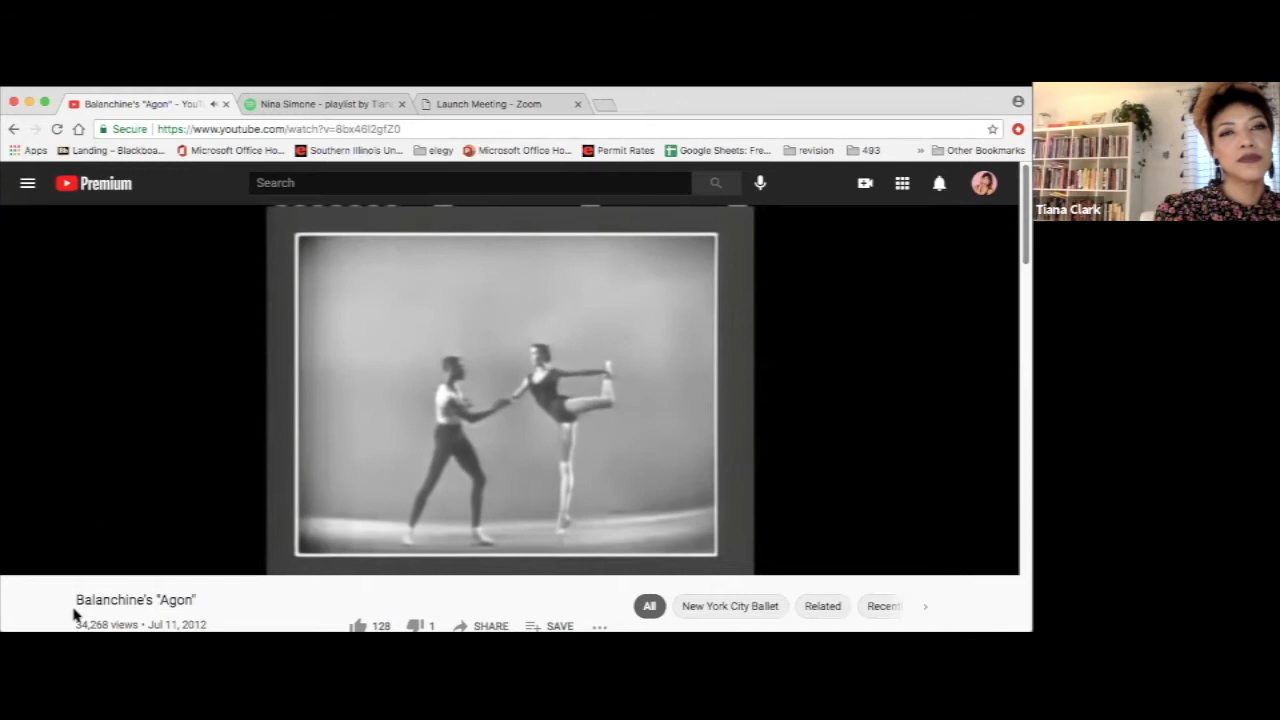 Balanchine's "Agon" - YouTu
Nina Simone - playlist by Tiana
Launch Meeting - Zoom
Secure
https://www.youtube.com/watch?v=8bx46I2gfZ0
Apps
Landing – Blackboa...
Microsoft Office Ho...
Southern Illinois Un...
elegy
Microsoft Office Ho...
Permit Rates
Google Sheets: Fre...
revision
493
»
Other Bookmarks
Premium
Search
Tiana Clark
Balanchine's "Agon"
34,268 views • Jul 11, 2012
128
1
SHARE
SAVE
All
New York City Ballet
Related
Recent